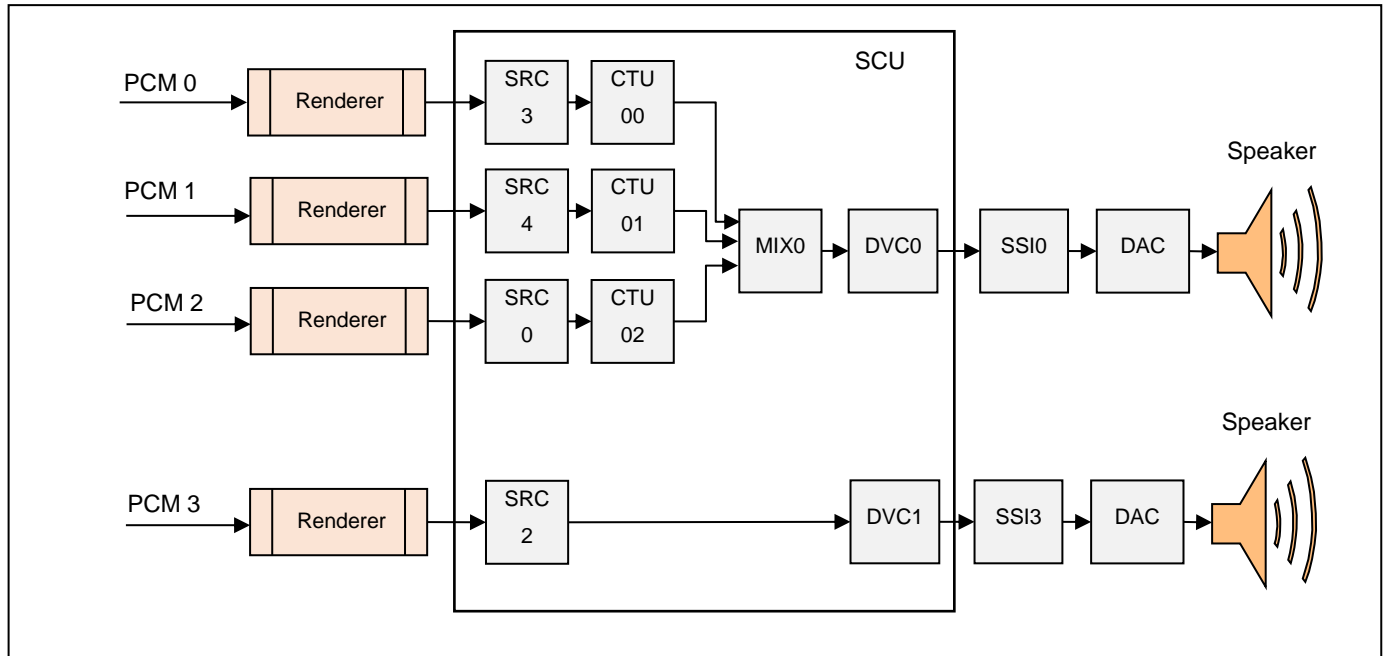 SCU
PCM 0
Renderer
SRC
3
CTU
00
PCM 1
Renderer
SRC
4
CTU
01
PCM 2
Renderer
SRC
0
CTU
02
MIX0
DVC0
SSI0
DAC
Speaker
PCM 3
Renderer
SRC
2
DVC1
SSI3
DAC
Speaker